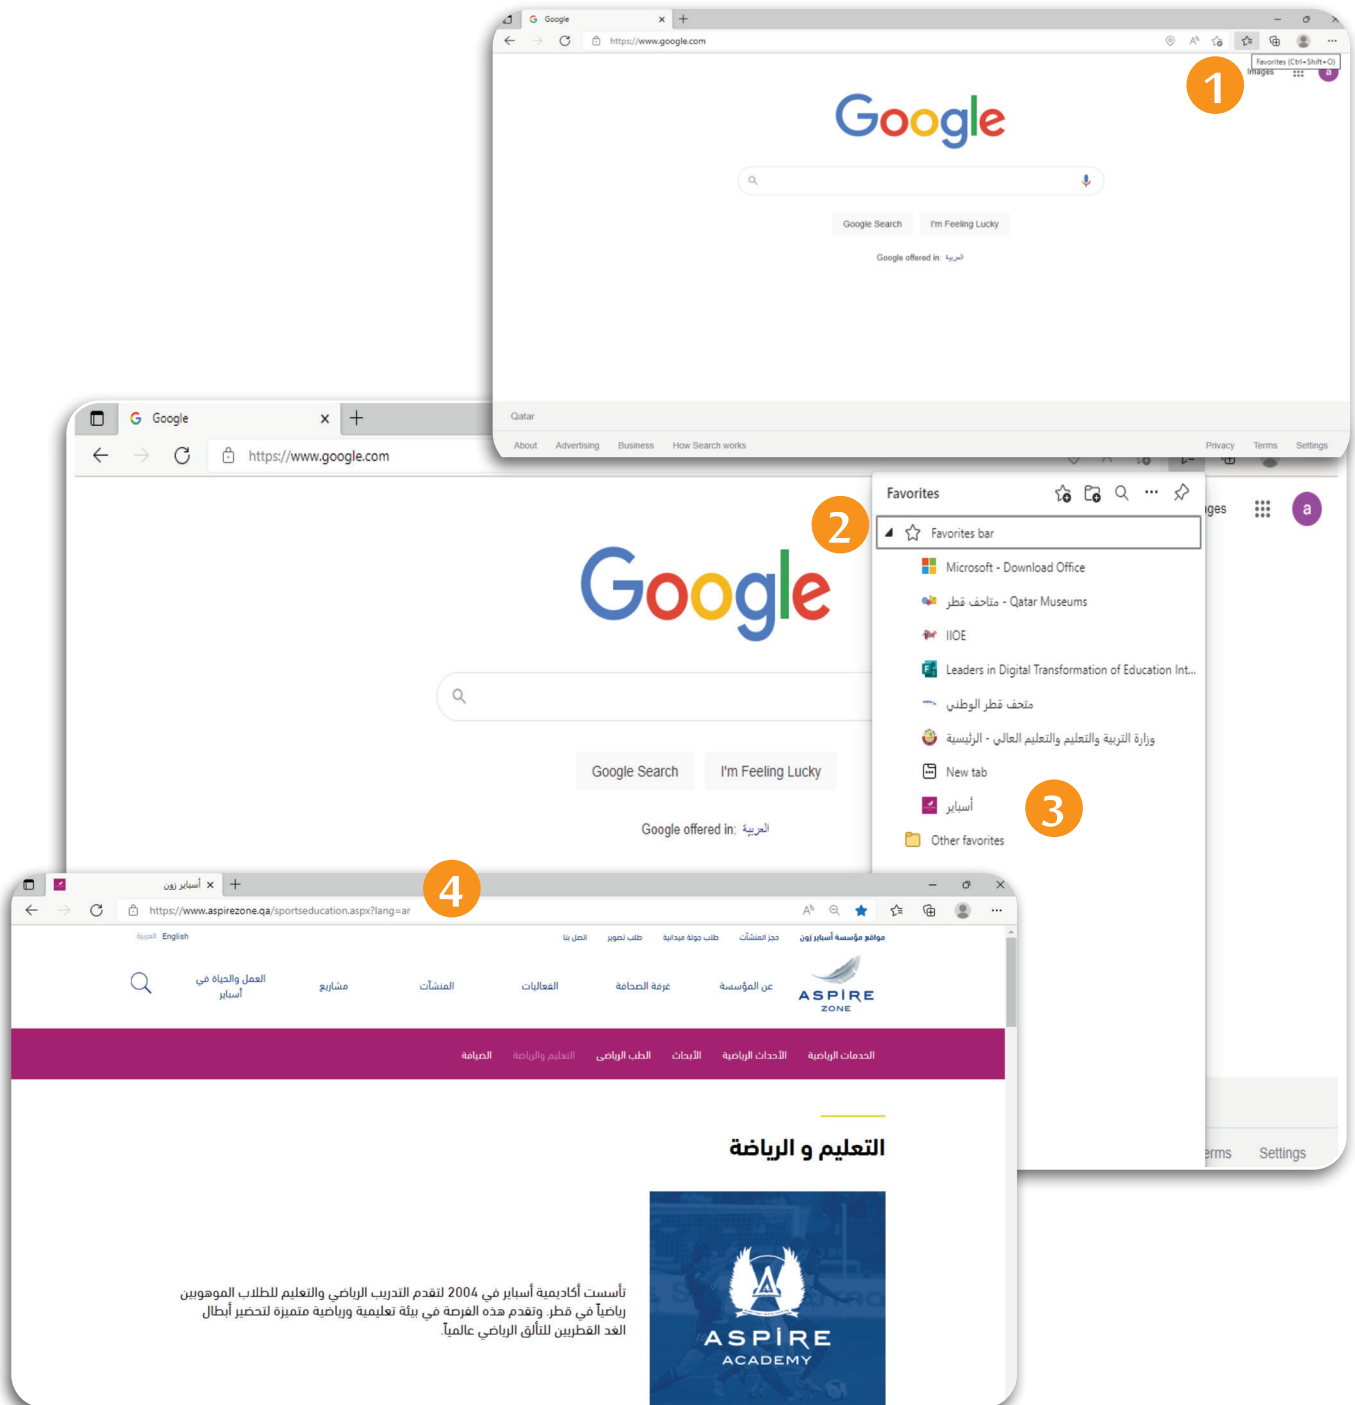 Google
https://www.google.com
Favorites (Ctrl+Shift+O)
1
Images
a
Google
Google Search
I'm Feeling Lucky
Google offered in: العربية
Qatar
About Advertising Business How Search works Privacy Terms Settings
Google
https://www.google.com
Favorites
2
Favorites bar
ages
a
Google
Microsoft - Download Office
متاحف قطر - Qatar Museums
IIOE
Leaders in Digital Transformation of Education Int...
متحف قطر الوطني
وزارة التربية والتعليم والتعليم العالي - الرئيسية
New tab
أسباير
3
Other favorites
Google Search
I'm Feeling Lucky
Google offered in: العربية
erms Settings
4
أسباير زون
https://www.aspirezone.qa/sportseducation.aspx?lang=ar
مواقع مؤسسة أسباير زون حجز المنشآت طلب جولة ميدانية طلب تصوير اتصل بنا
English العربية
ASPIRE
ZONE
عن المؤسسة غرفة الصحافة الفعاليات المنشآت مشاريع العمل والحياة في
أسباير
الخدمات الرياضية الأحداث الرياضية الأبحاث الطب الرياضي التعليم والرياضة الضيافة
التعليم و الرياضة
تأسست أكاديمية أسباير في 2004 لتقدم التدريب الرياضي والتعليم للطلاب الموهوبين
رياضياً في قطر. وتقدم هذه الفرصة في بيئة تعليمية ورياضية متميزة لتحضير أبطال
الغد القطريين للتألق الرياضي عالمياً.
ASPIRE
ACADEMY